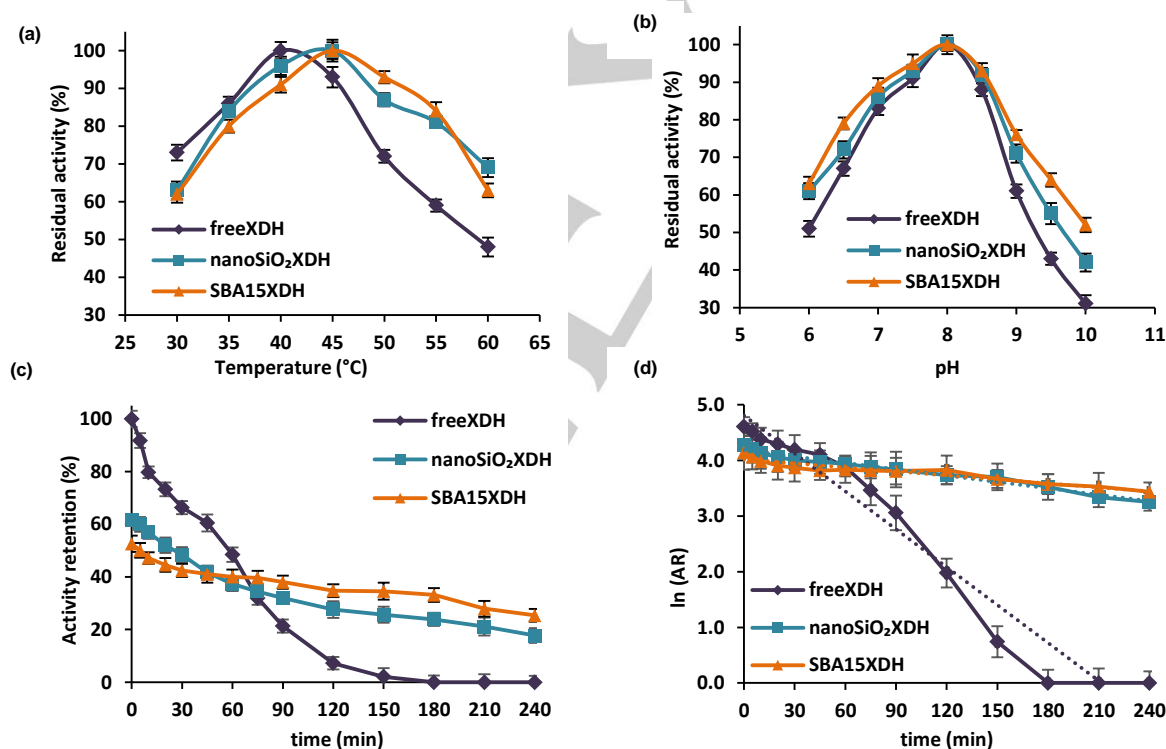 (a)
100
90
80
70
60
50
40
30
Residual activity (%)
freeXDH
nanoSiO₂XDH
SBA15XDH
25 30 35 40 45 50 55 60 65
Temperature (°C)
(b)
100
90
80
70
60
50
40
30
Residual activity (%)
freeXDH
nanoSiO₂XDH
SBA15XDH
5 6 7 8 9 10 11
pH
(c)
100
80
60
40
20
0
Activity retention (%)
freeXDH
nanoSiO₂XDH
SBA15XDH
0 30 60 90 120 150 180 210 240
time (min)
(d)
5.0
4.0
3.0
2.0
1.0
0.0
ln (AR)
freeXDH
nanoSiO₂XDH
SBA15XDH
0 30 60 90 120 150 180 210 240
time (min)